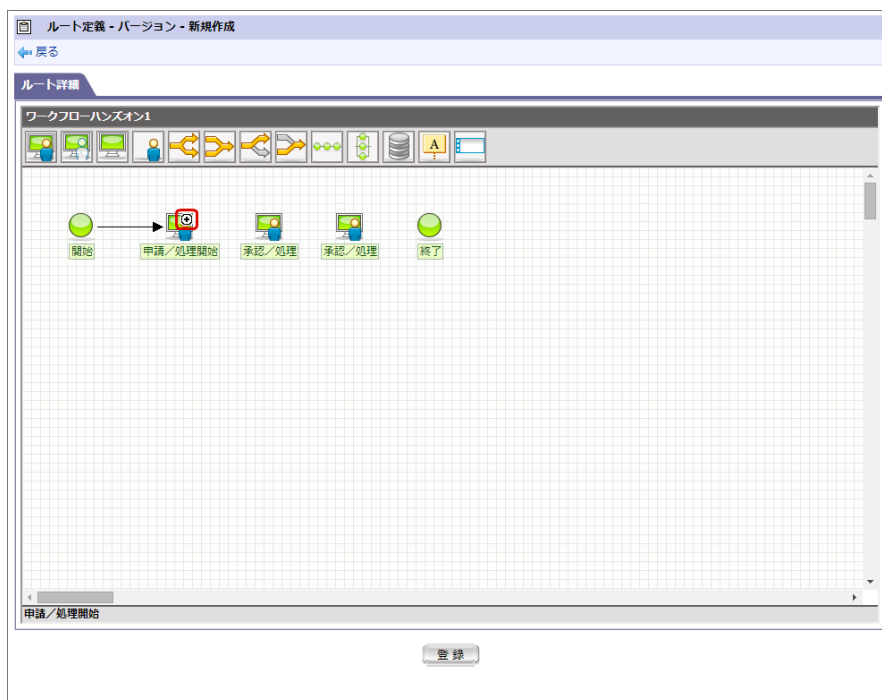 ルート定義 - バージョン - 新規作成
戻る
ルート詳細
ワークフローハンズオン1
A
開始
申請／処理開始
承認／処理
承認／処理
終了
申請／処理開始
登録